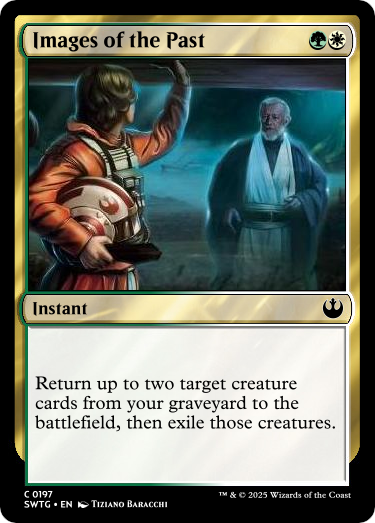 Images of the Past
Instant
Return up to two target creature
cards from your graveyard to the
battlefield, then exile those creatures.
C 0197
SWTG • EN Tiziano Baracchi
™ & © 2025 Wizards of the Coast